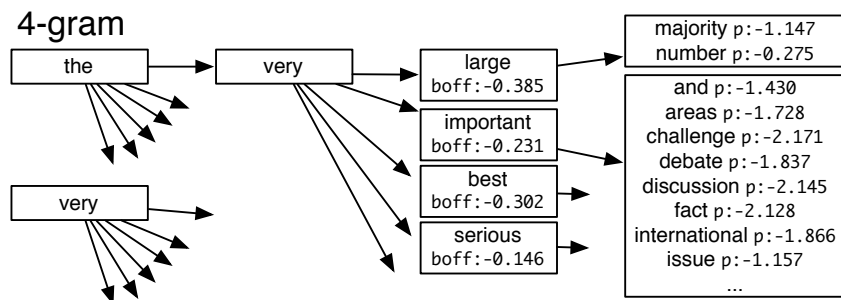 4-gram
the
very
large
boff:-0.385
important
boff:-0.231
best
boff:-0.302
serious
boff:-0.146
majority p:-1.147
number p:-0.275
and p:-1.430
areas p:-1.728
challenge p:-2.171
debate p:-1.837
discussion p:-2.145
fact p:-2.128
international p:-1.866
issue p:-1.157
...
very